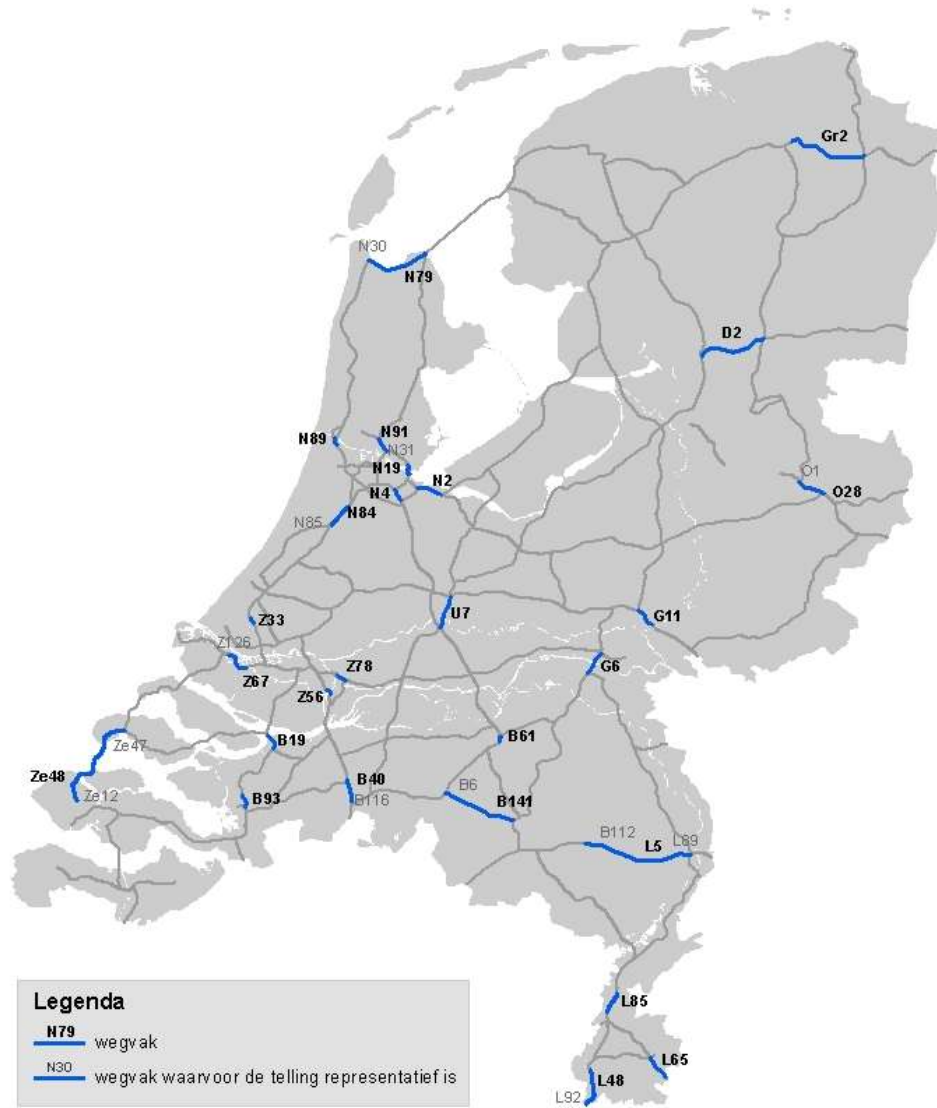 Gr2
N30
N79
D2
N89
N91
N31
N19
N2
N4
O1
O28
N84
N85
U7
G11
Z33
Z126
Z67
Z78
G6
Z56
B19
B61
Ze47
Ze48
Ze12
B93
B40
B116
B6
B141
B112
L5
L89
L85
L65
L48
L92
Legenda
N79
wegvak
N30
wegvak waarvoor de telling representatief is